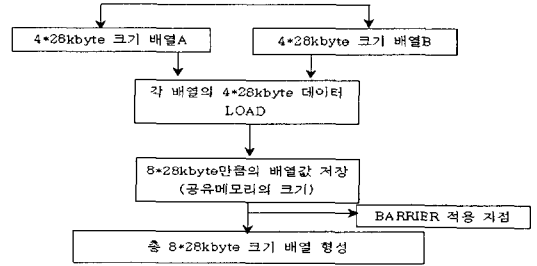 4*28kbyte 크기 배열A
4*28kbyte 크기 배열B
각 배열의 4*28kbyte 데이터
LOAD
8*28kbyte만큼의 배열값 저장
(공유메모리의 크기)
BARRIER 적용 지점
총 8*28kbyte 크기 배열 형성